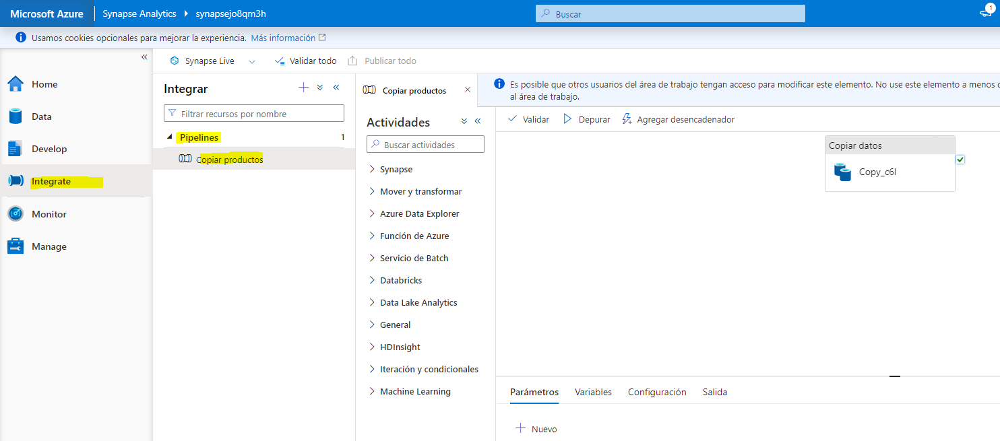 Microsoft Azure
Synapse Analytics
synapsejo8qm3h
Buscar
1
Usamos cookies opcionales para mejorar la experiencia. Más información
Home
Data
Develop
Integrate
Monitor
Manage
Synapse Live
Validar todo
Publicar todo
Integrar
Filtrar recursos por nombre
Pipelines 1
Copiar productos
Copiar productos
Actividades
Buscar actividades
Synapse
Mover y transformar
Azure Data Explorer
Función de Azure
Servicio de Batch
Databricks
Data Lake Analytics
General
HDInsight
Iteración y condicionales
Machine Learning
Es posible que otros usuarios del área de trabajo tengan acceso para modificar este elemento. No use este elemento a menos
al área de trabajo.
Validar
Depurar
Agregar desencadenador
Copiar datos
Copy_c6l
Parámetros
Variables
Configuración
Salida
Nuevo